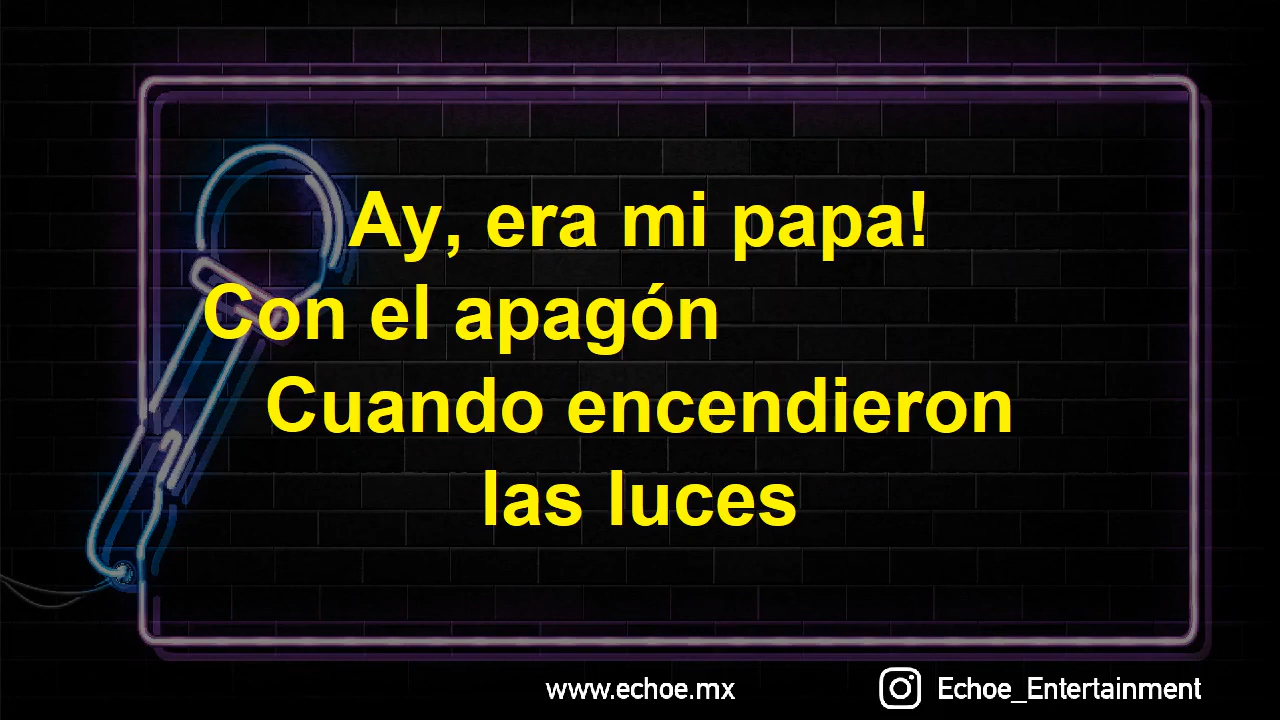 Ay, era mi papa!
Con el apagón
Cuando encendieron
las luces
www.echoe.mx
Echoe_Entertainment